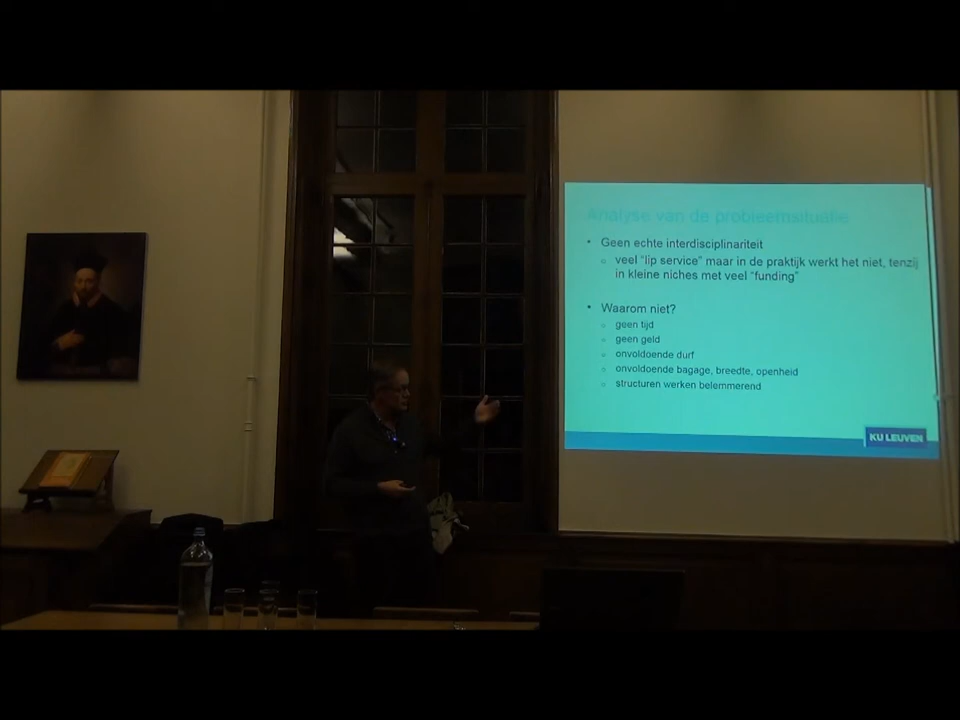 Analyse van de probleemsituatie
• Geen echte interdisciplinariteit
○ veel "lip service" maar in de praktijk werkt het niet, tenzij
in kleine niches met veel "funding"
• Waarom niet?
○ geen tijd
○ geen geld
○ onvoldoende durf
○ onvoldoende bagage, breedte, openheid
○ structuren werken belemmerend
KU LEUVEN